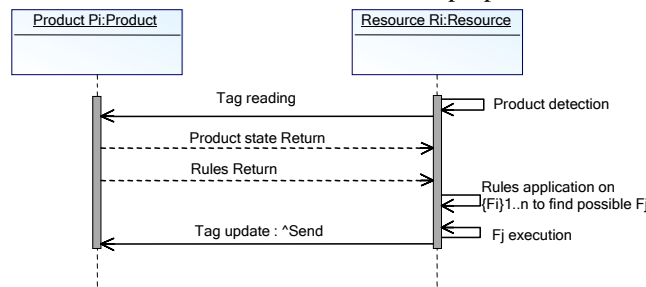 Product Pi:Product
Resource Ri:Resource
Product detection
Tag reading
Product state Return
Rules Return
Rules application on
{Fi}1..n to find possible Fj
Fj execution
Tag update : ^Send